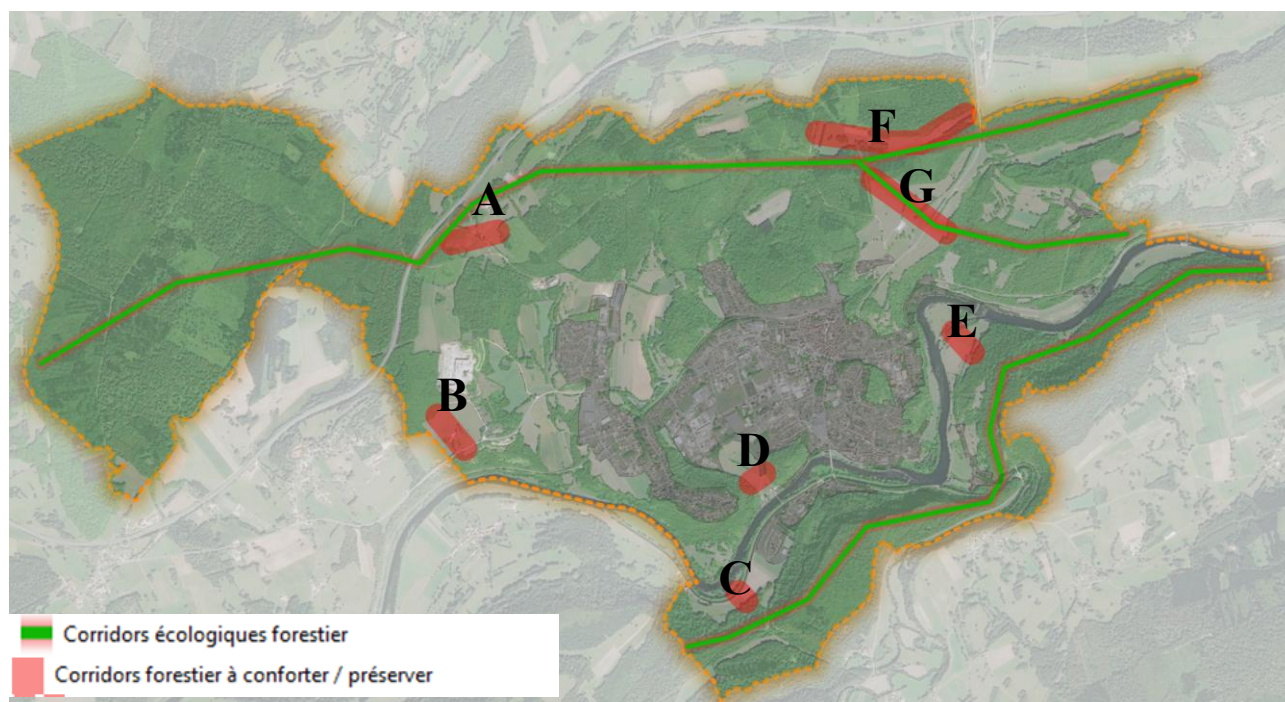 F
G
A
E
B
D
C
Corridors écologiques forestier
Corridors forestier à conforter / préserver